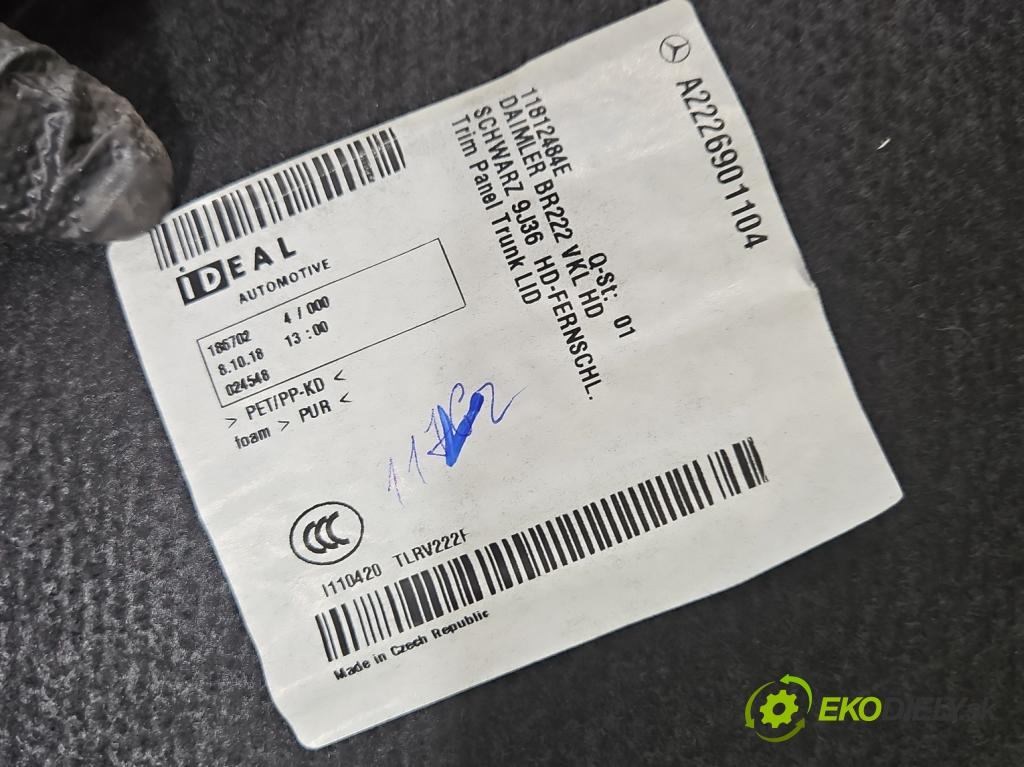 A2226901104
11812484E Q-st: 01
DAIMLER BR222 VKL HD
SCHWARZ 9J36 HD-FERNSCHL.
Trim Panel Trunk LID
iDEAL
AUTOMOTIVE
186702 4 / 000
8.10.18 13 : 00
024548
> PET/PP-KD <
foam > PUR <
CCC
I110420 TLRV222F
Made in Czech Republic
EKODIELY.sk